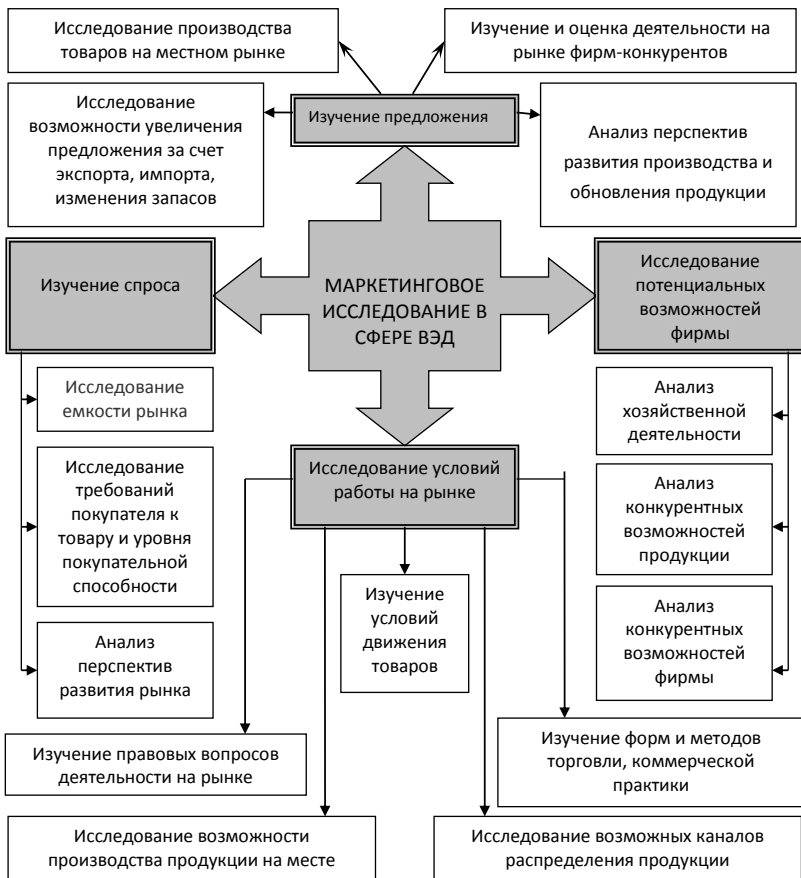 Исследование производства
товаров на местном рынке
Изучение и оценка деятельности на
рынке фирм-конкурентов
Исследование
возможности увеличения
предложения за счет
экспорта, импорта,
изменения запасов
Изучение предложения
Анализ перспектив
развития производства и
обновления продукции
Изучение спроса
МАРКЕТИНГОВОЕ
ИССЛЕДОВАНИЕ В
СФЕРЕ ВЭД
Исследование
потенциальных
возможностей
фирмы
Исследование
емкости рынка
Исследование
требований
покупателя к
товару и уровня
покупательной
способности
Анализ
перспектив
развития рынка
Исследование условий
работы на рынке
Анализ
хозяйственной
деятельности
Анализ
конкурентных
возможностей
продукции
Анализ
конкурентных
возможностей
фирмы
Изучение
условий
движения
товаров
Изучение правовых вопросов
деятельности на рынке
Изучение форм и методов
торговли, коммерческой
практики
Исследование возможности
производства продукции на месте
Исследование возможных каналов
распределения продукции